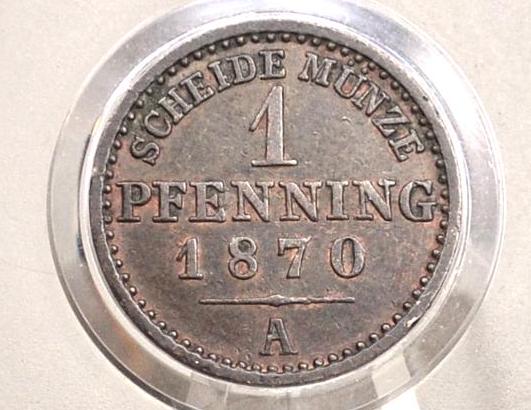 SCHEIDE MÜNZE
1
PFENNING
1870
A